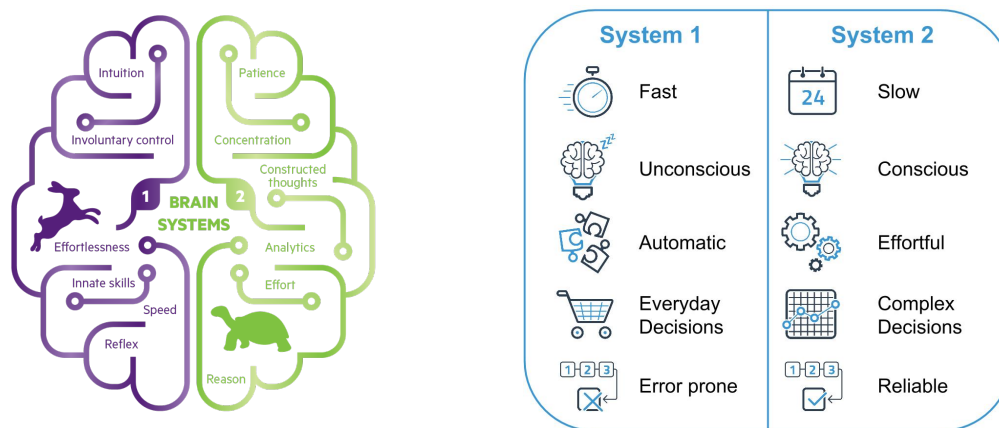 Intuition
Patience
Involuntary control
Concentration
Constructed
thoughts
1
BRAIN
SYSTEMS
2
Effortlessness
Analytics
Innate skills
Effort
Speed
Reflex
Reason
System 1
System 2
Fast
24
Slow
zzz
Unconscious
Conscious
Automatic
Effortful
Everyday
Decisions
Complex
Decisions
1 2 3
Error prone
1 2 3
Reliable